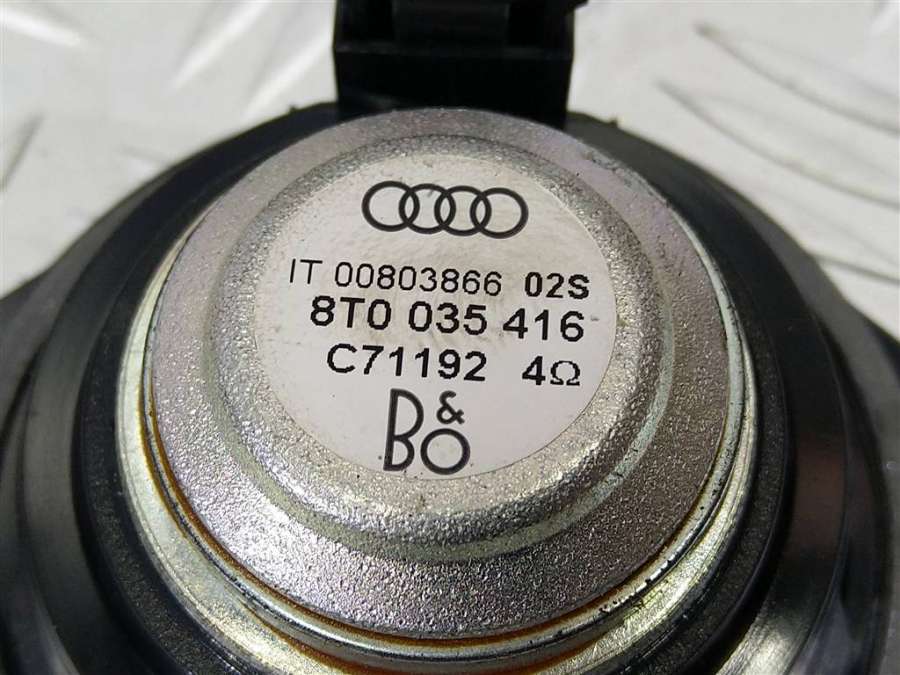 IT 00803866 02S
8T0 035 416
C71192 4Ω
B&O